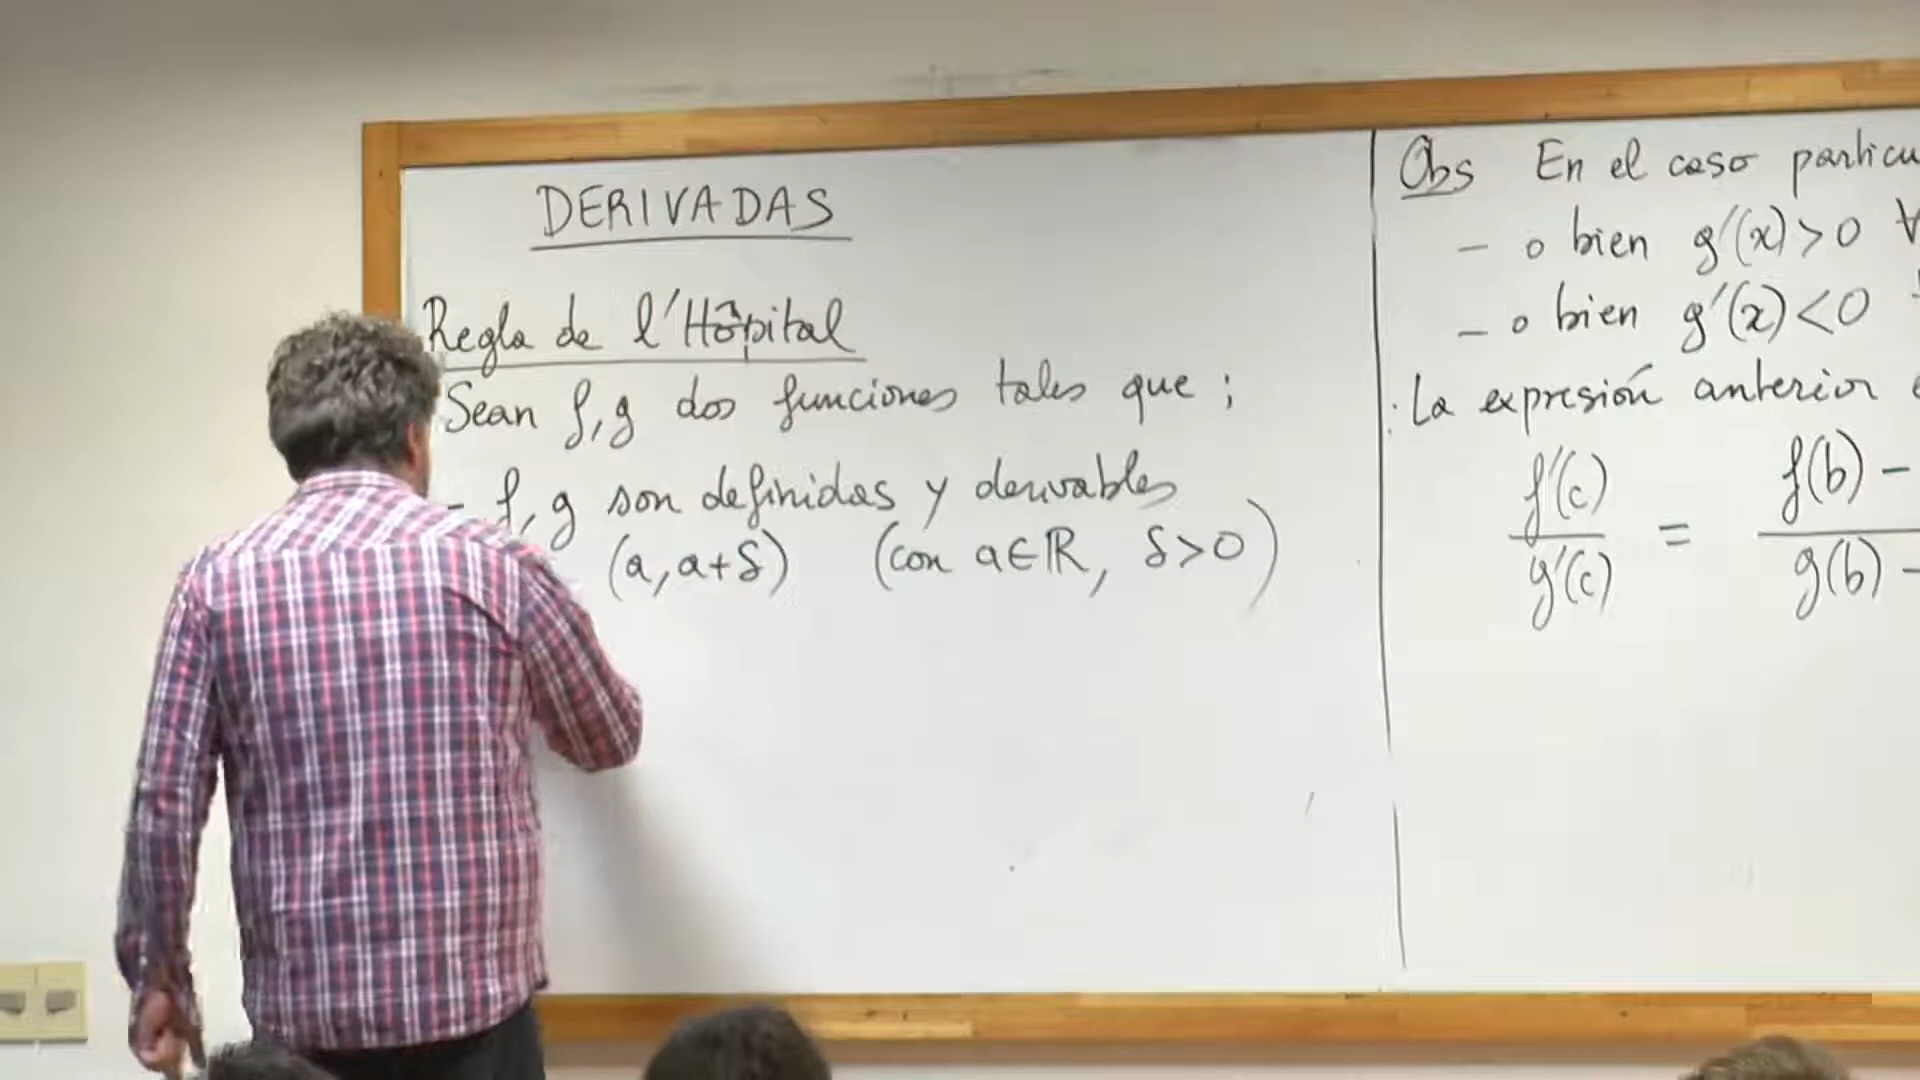 DERIVADAS
Regla de l'Hôpital
Sean f, g dos funciones tales que ;
- f, g son definidas y derivables
(a, a+δ) (con a∈ℝ, δ>0)
Obs En el caso
- o bien g'(x)>0 ∀
- o bien g'(x)<0
: La expresión anterior
f'(c)/g'(c) = f(b) - / g(b) -